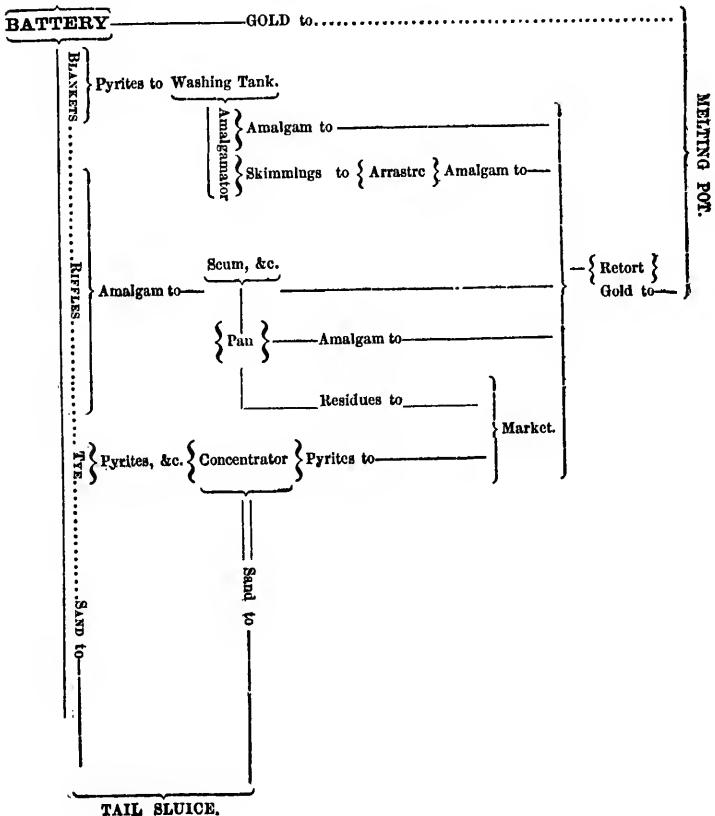 BATTERY GOLD to
BLANKETS
Pyrites to Washing Tank.
Amalgamator
Amalgam to
Skimmings to { Arrastre } Amalgam to
MELTING POT.
RIFFLES
Scum, &c.
Amalgam to
{ Retort }
Gold to
{ Pan } Amalgam to
Residues to
Market.
TYE
Pyrites, &c. { Concentrator } Pyrites to
Sand to
SAND to
TAIL SLUICE.